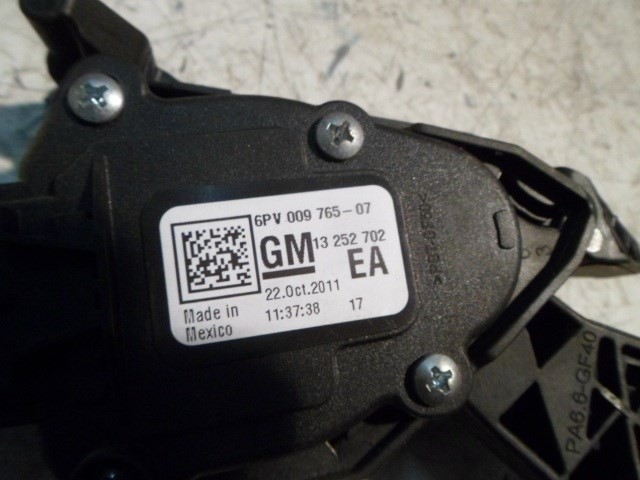 6PV 009 765-07
GM 13 252 702
EA
22.Oct.2011
Made in
Mexico
11:37:38 17
PA6.6-GF40